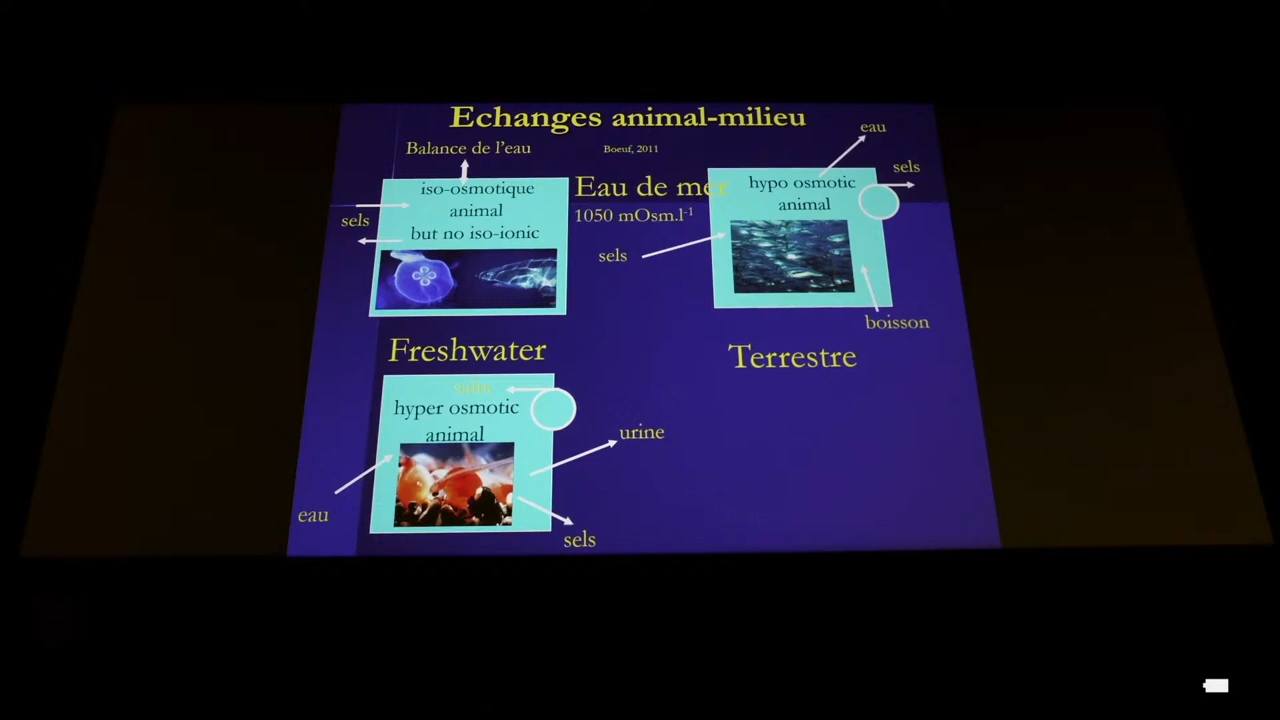 Echanges animal-milieu
Boeuf, 2011
Balance de l'eau
iso-osmotique
animal
but no iso-ionic
sels
Eau de mer
1050 mOsm.l-1
sels
hypo osmotic
animal
eau
sels
boisson
Freshwater
hyper osmotic
animal
eau
urine
sels
Terrestre